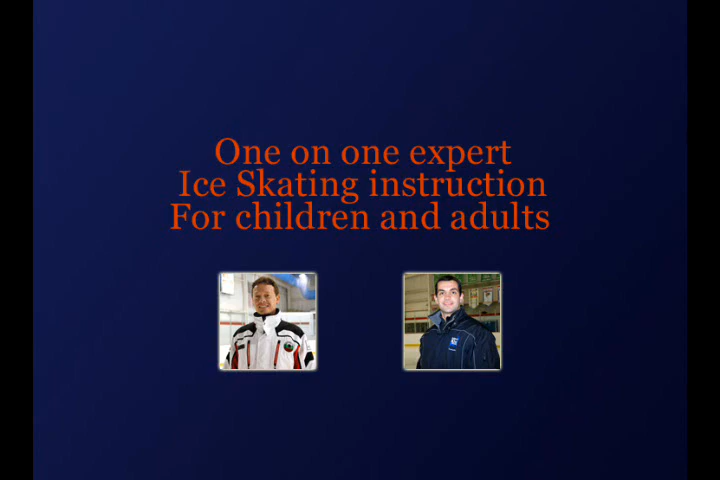 One on one expert
Ice Skating instruction
For children and adults